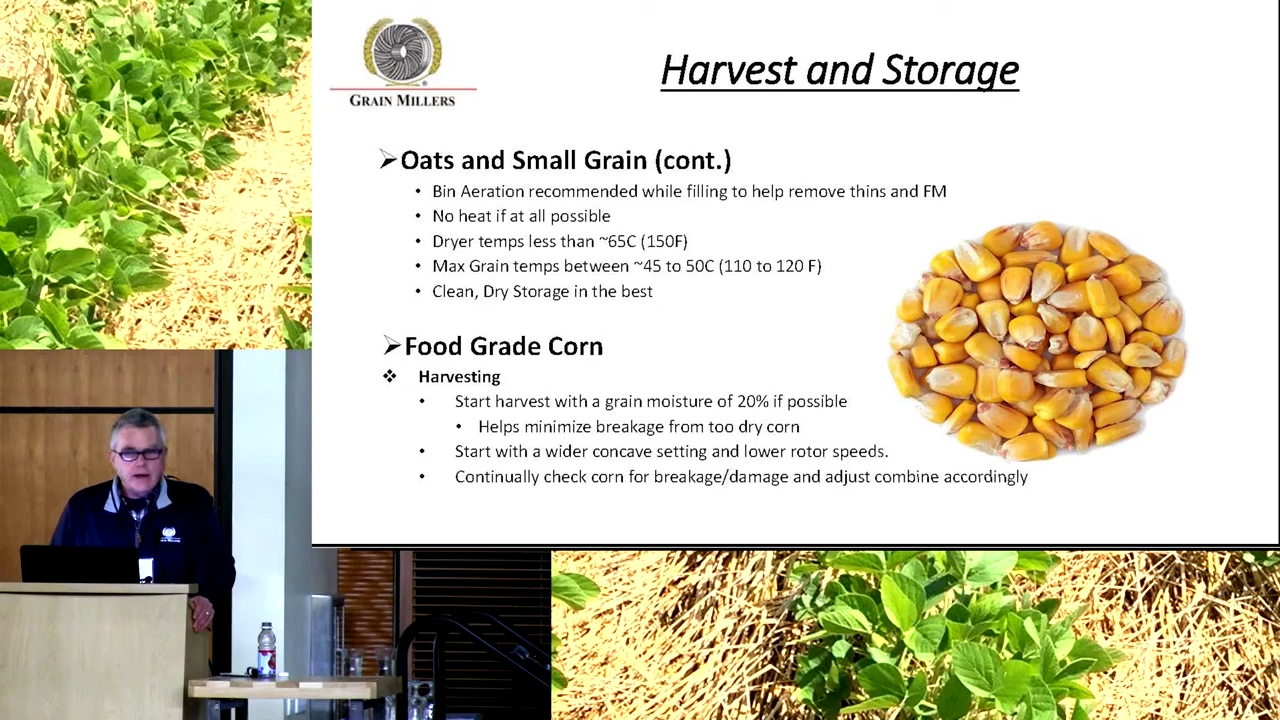 GRAIN MILLERS
Harvest and Storage
➢Oats and Small Grain (cont.)
• Bin Aeration recommended while filling to help remove thins and FM
• No heat if at all possible
• Dryer temps less than ~65C (150F)
• Max Grain temps between ~45 to 50C (110 to 120 F)
• Clean, Dry Storage in the best
➢Food Grade Corn
❖ Harvesting
• Start harvest with a grain moisture of 20% if possible
• Helps minimize breakage from too dry corn
• Start with a wider concave setting and lower rotor speeds.
• Continually check corn for breakage/damage and adjust combine accordingly